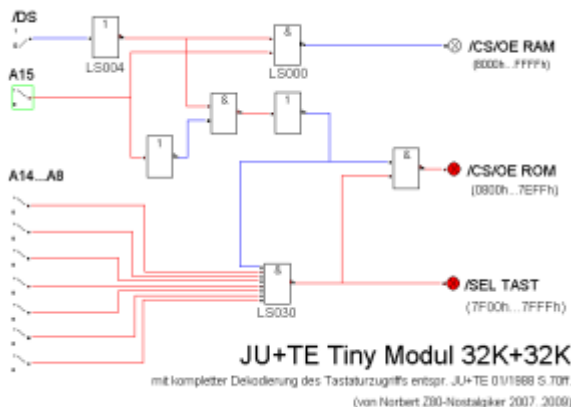 /DS
1
&
LS004
LS000
/CS/OE RAM
(8000h...FFFFh)
A15
&
1
1
A14...A8
&
/CS/OE ROM
(0800h...7EFFh)
&
LS030
/SEL TAST
(7F00h...7FFFh)
JU+TE Tiny Modul 32K+32K
mit kompletter Dekodierung des Tastaturzugriffs entspr. JU+TE 01/1988 S.70ff.
(von Norbert Z80-Nostalgiker 2007..2009)